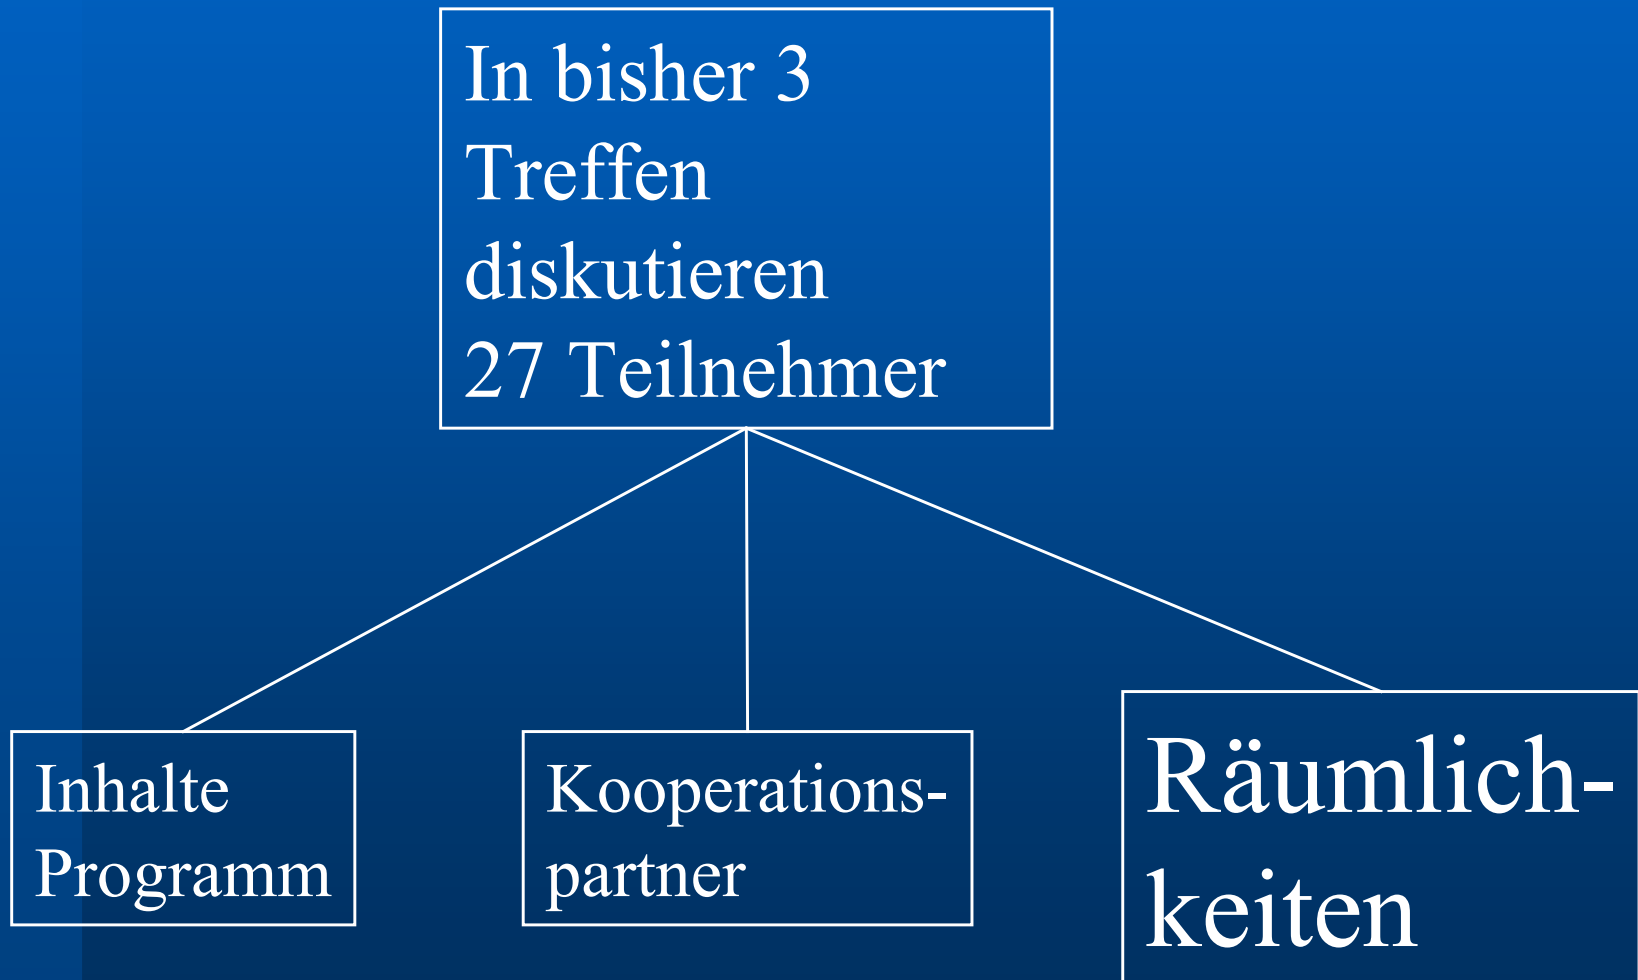 In bisher 3
Treffen
diskutieren
27 Teilnehmer
Inhalte
Programm
Kooperations-
partner
Räumlich-
keiten